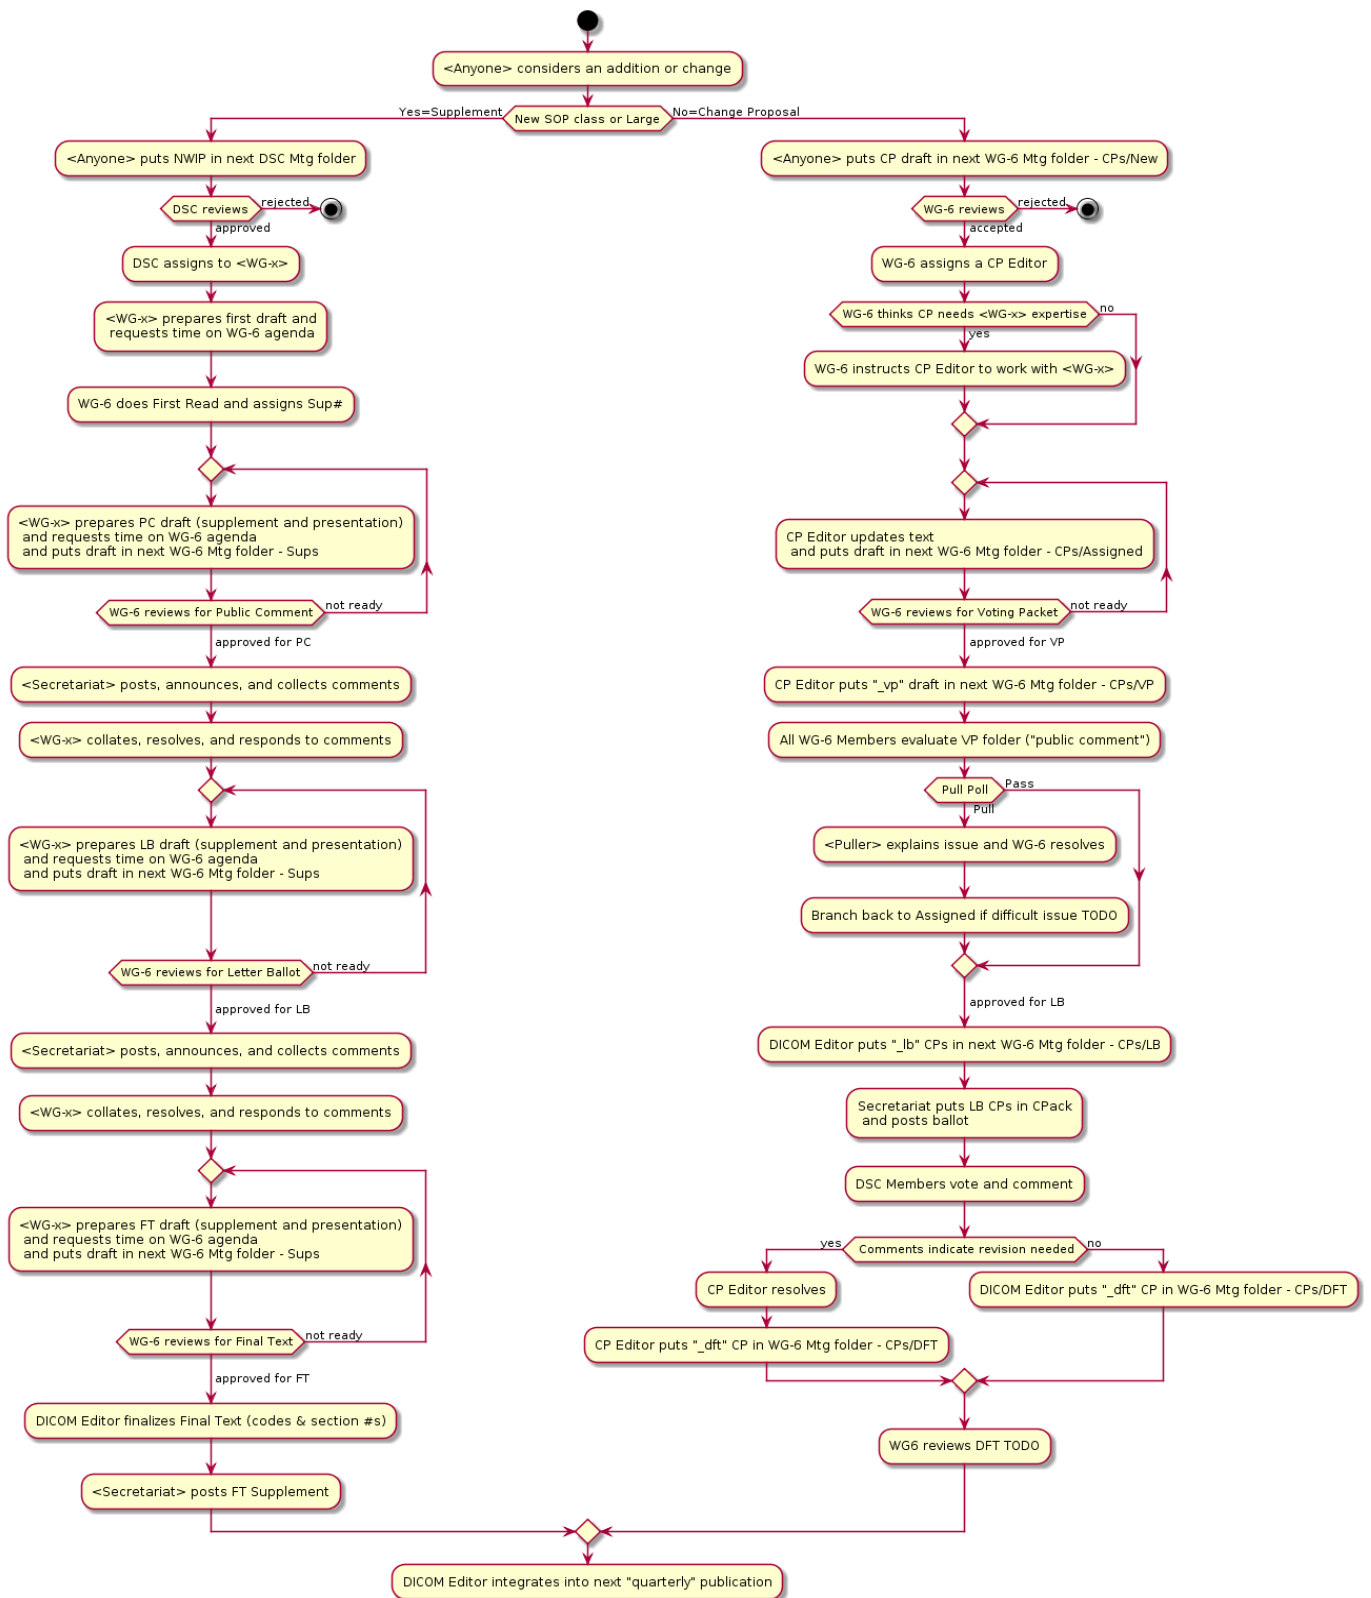 <Anyone> considers an addition or change
Yes=Supplement
New SOP class or Large
No=Change Proposal
<Anyone> puts NWIP in next DSC Mtg folder
DSC reviews
rejected
approved
DSC assigns to <WG-x>
<WG-x> prepares first draft and
requests time on WG-6 agenda
WG-6 does First Read and assigns Sup#
<WG-x> prepares PC draft (supplement and presentation)
and requests time on WG-6 agenda
and puts draft in next WG-6 Mtg folder - Sups
WG-6 reviews for Public Comment
not ready
approved for PC
<Secretariat> posts, announces, and collects comments
<WG-x> collates, resolves, and responds to comments
<WG-x> prepares LB draft (supplement and presentation)
and requests time on WG-6 agenda
and puts draft in next WG-6 Mtg folder - Sups
WG-6 reviews for Letter Ballot
not ready
approved for LB
<Secretariat> posts, announces, and collects comments
<WG-x> collates, resolves, and responds to comments
<WG-x> prepares FT draft (supplement and presentation)
and requests time on WG-6 agenda
and puts draft in next WG-6 Mtg folder - Sups
WG-6 reviews for Final Text
not ready
approved for FT
DICOM Editor finalizes Final Text (codes & section #s)
<Secretariat> posts FT Supplement
<Anyone> puts CP draft in next WG-6 Mtg folder - CPs/New
WG-6 reviews
rejected
accepted
WG-6 assigns a CP Editor
WG-6 thinks CP needs <WG-x> expertise
no
yes
WG-6 instructs CP Editor to work with <WG-x>
CP Editor updates text
and puts draft in next WG-6 Mtg folder - CPs/Assigned
WG-6 reviews for Voting Packet
not ready
approved for VP
CP Editor puts "_vp" draft in next WG-6 Mtg folder - CPs/VP
All WG-6 Members evaluate VP folder ("public comment")
Pull Poll
Pass
Pull
<Puller> explains issue and WG-6 resolves
Branch back to Assigned if difficult issue TODO
approved for LB
DICOM Editor puts "_lb" CPs in next WG-6 Mtg folder - CPs/LB
Secretariat puts LB CPs in CPack
and posts ballot
DSC Members vote and comment
yes
Comments indicate revision needed
no
CP Editor resolves
CP Editor puts "_dft" CP in WG-6 Mtg folder - CPs/DFT
DICOM Editor puts "_dft" CP in WG-6 Mtg folder - CPs/DFT
WG6 reviews DFT TODO
DICOM Editor integrates into next "quarterly" publication